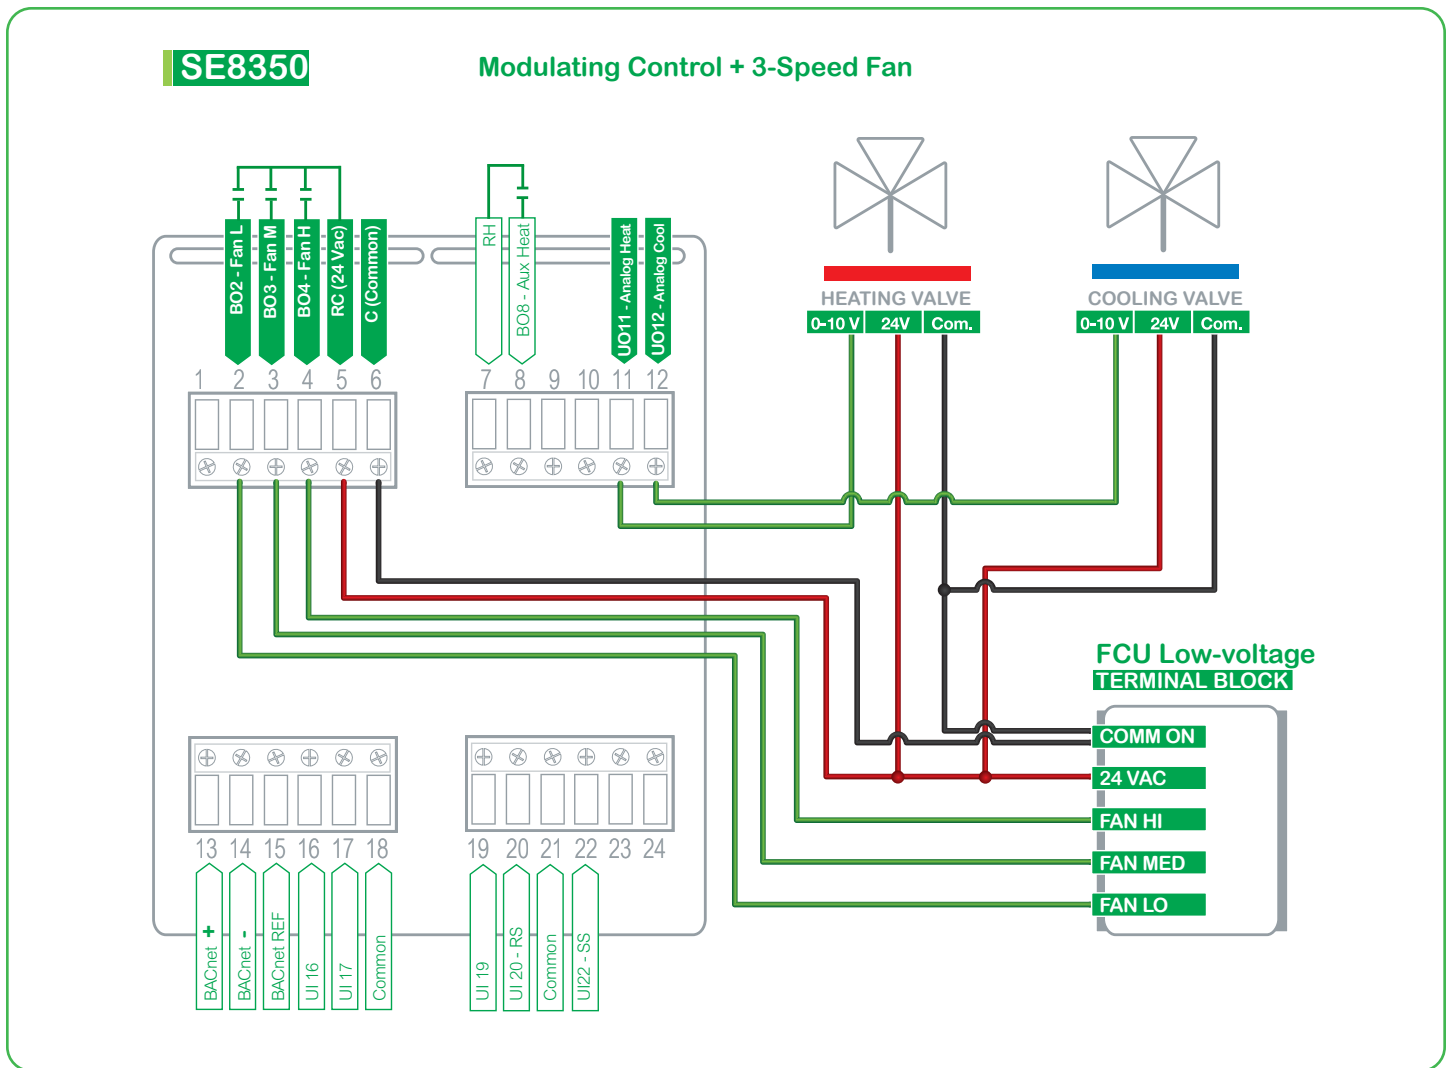 SE8350
Modulating Control + 3-Speed Fan
BO2 - Fan L
BO3 - Fan M
BO4 - Fan H
RC (24 Vac)
C (Common)
RH
BO8 - Aux Heat
UO11 - Analog Heat
UO12 - Analog Cool
HEATING VALVE
0-10 V 24V Com.
COOLING VALVE
0-10 V 24V Com.
1 2 3 4 5 6
7 8 9 10 11 12
FCU Low-voltage
TERMINAL BLOCK
COMM ON
24 VAC
FAN HI
FAN MED
FAN LO
13 14 15 16 17 18
19 20 21 22 23 24
BACnet +
BACnet -
BACnet REF
UI 16
UI 17
Common
UI 19
UI 20 - RS
Common
UI22 - SS